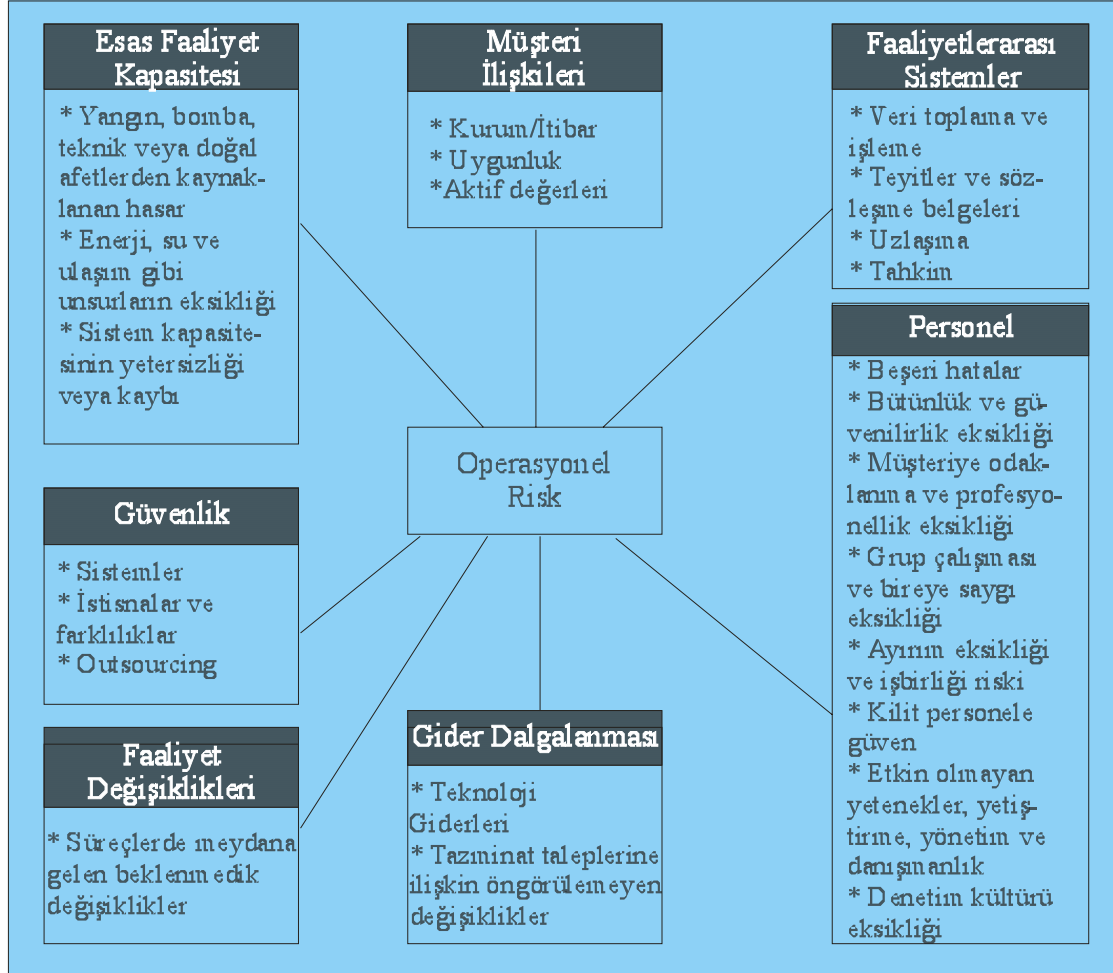 Esas Faaliyet
Kapasitesi
* Yangın, bomba,
teknik veya doğal
afetlerden kaynak-
lanan hasar
* Enerji, su ve
ulaşım gibi
unsurların eksikliği
* Sistem kapasite-
sinin yetersizliği
veya kaybı
Müşteri
İlişkileri
* Kurum/İtibar
* Uygunluk
*Aktif değerleri
Faaliyetlerarası
Sistemler
* Veri toplama ve
işleme
* Teyitler ve söz-
leşme belgeleri
* Uzlaşma
* Tahkim
Operasyonel
Risk
Personel
* Beşeri hatalar
* Bütünlük ve gü-
venilirlik eksikliği
* Müşteriye odak-
lanma ve profesyo-
nellik eksikliği
* Grup çalışması
ve bireye saygı
eksikliği
* Ayırım eksikliği
ve işbirliği riski
* Kilit personele
güven
* Etkin olmayan
yetenekler, yetiş-
tirme, yönetim ve
danışmanlık
* Denetim kültürü
eksikliği
Güvenlik
* Sistemler
* İstisnalar ve
farklılıklar
* Outsourcing
Faaliyet
Değişiklikleri
* Süreçlerde meydana
gelen beklenmedik
değişiklikler
Gider Dalgalanması
* Teknoloji
Giderleri
* Tazminat taleplerine
ilişkin öngörülemeyen
değişiklikler